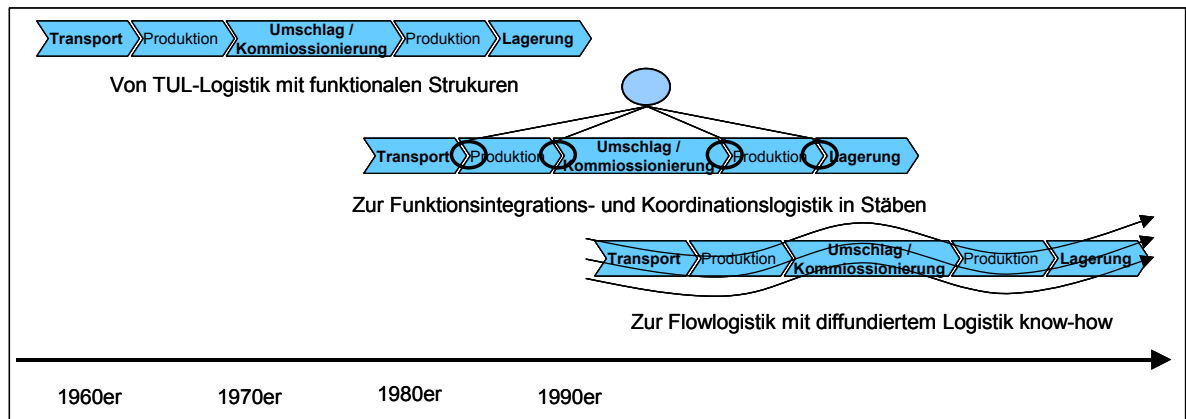 Transport
Produktion
Umschlag /
Kommiossionierung
Produktion
Lagerung
Von TUL-Logistik mit funktionalen Strukuren
Transport
Produktion
Umschlag /
Kommiossionierung
Produktion
Lagerung
Zur Funktionsintegrations- und Koordinationslogistik in Stäben
Transport
Produktion
Umschlag /
Kommiossionierung
Produktion
Lagerung
Zur Flowlogistik mit diffundiertem Logistik know-how
1960er
1970er
1980er
1990er